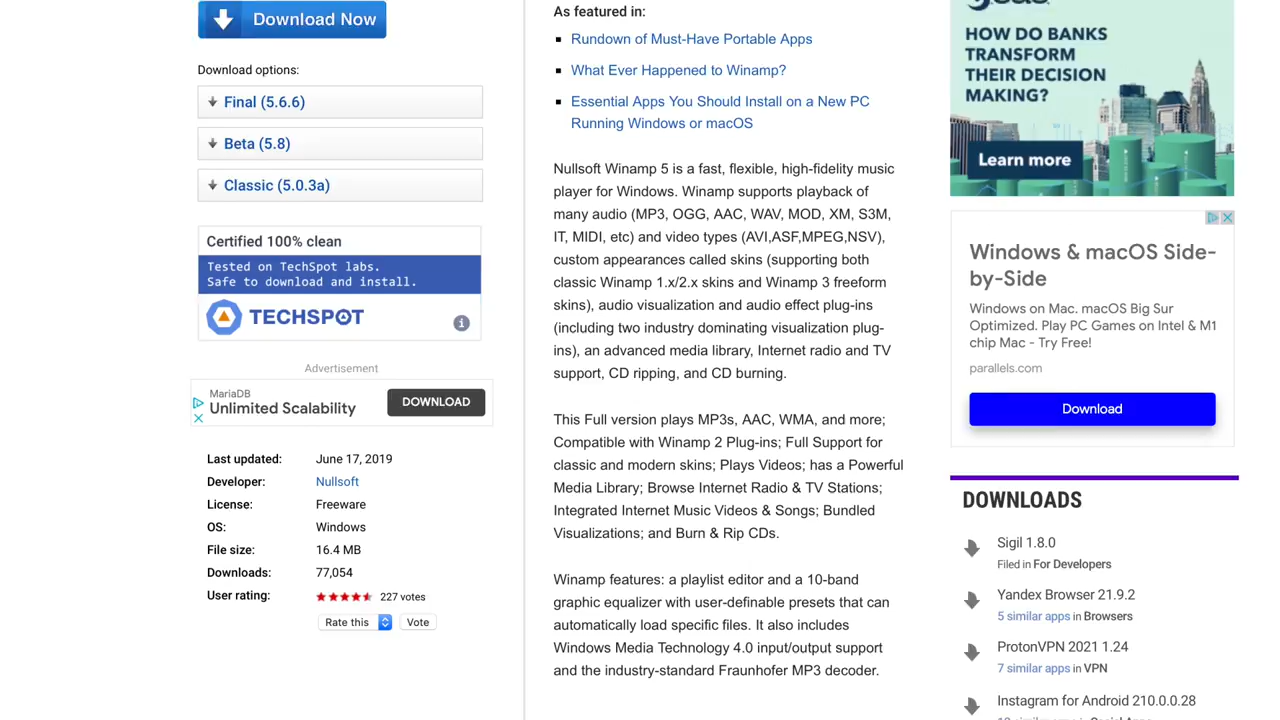 Download Now
Download options:
Final (5.6.6)
Beta (5.8)
Classic (5.0.3a)
Certified 100% clean
Tested on TechSpot labs.
Safe to download and install.
TECHSPOT
Advertisement
MariaDB
Unlimited Scalability
DOWNLOAD
Last updated: June 17, 2019
Developer: Nullsoft
License: Freeware
OS: Windows
File size: 16.4 MB
Downloads: 77,054
User rating: 227 votes
Rate this Vote
As featured in:
Rundown of Must-Have Portable Apps
What Ever Happened to Winamp?
Essential Apps You Should Install on a New PC
Running Windows or macOS
Nullsoft Winamp 5 is a fast, flexible, high-fidelity music
player for Windows. Winamp supports playback of
many audio (MP3, OGG, AAC, WAV, MOD, XM, S3M,
IT, MIDI, etc) and video types (AVI,ASF,MPEG,NSV),
custom appearances called skins (supporting both
classic Winamp 1.x/2.x skins and Winamp 3 freeform
skins), audio visualization and audio effect plug-ins
(including two industry dominating visualization plug-
ins), an advanced media library, Internet radio and TV
support, CD ripping, and CD burning.
This Full version plays MP3s, AAC, WMA, and more;
Compatible with Winamp 2 Plug-ins; Full Support for
classic and modern skins; Plays Videos; has a Powerful
Media Library; Browse Internet Radio & TV Stations;
Integrated Internet Music Videos & Songs; Bundled
Visualizations; and Burn & Rip CDs.
Winamp features: a playlist editor and a 10-band
graphic equalizer with user-definable presets that can
automatically load specific files. It also includes
Windows Media Technology 4.0 input/output support
and the industry-standard Fraunhofer MP3 decoder.
HOW DO BANKS
TRANSFORM
THEIR DECISION
MAKING?
Learn more
Windows & macOS Side-
by-Side
Windows on Mac. macOS Big Sur
Optimized. Play PC Games on Intel & M1
chip Mac - Try Free!
parallels.com
Download
DOWNLOADS
Sigil 1.8.0
Filed in For Developers
Yandex Browser 21.9.2
5 similar apps in Browsers
ProtonVPN 2021 1.24
7 similar apps in VPN
Instagram for Android 210.0.0.28